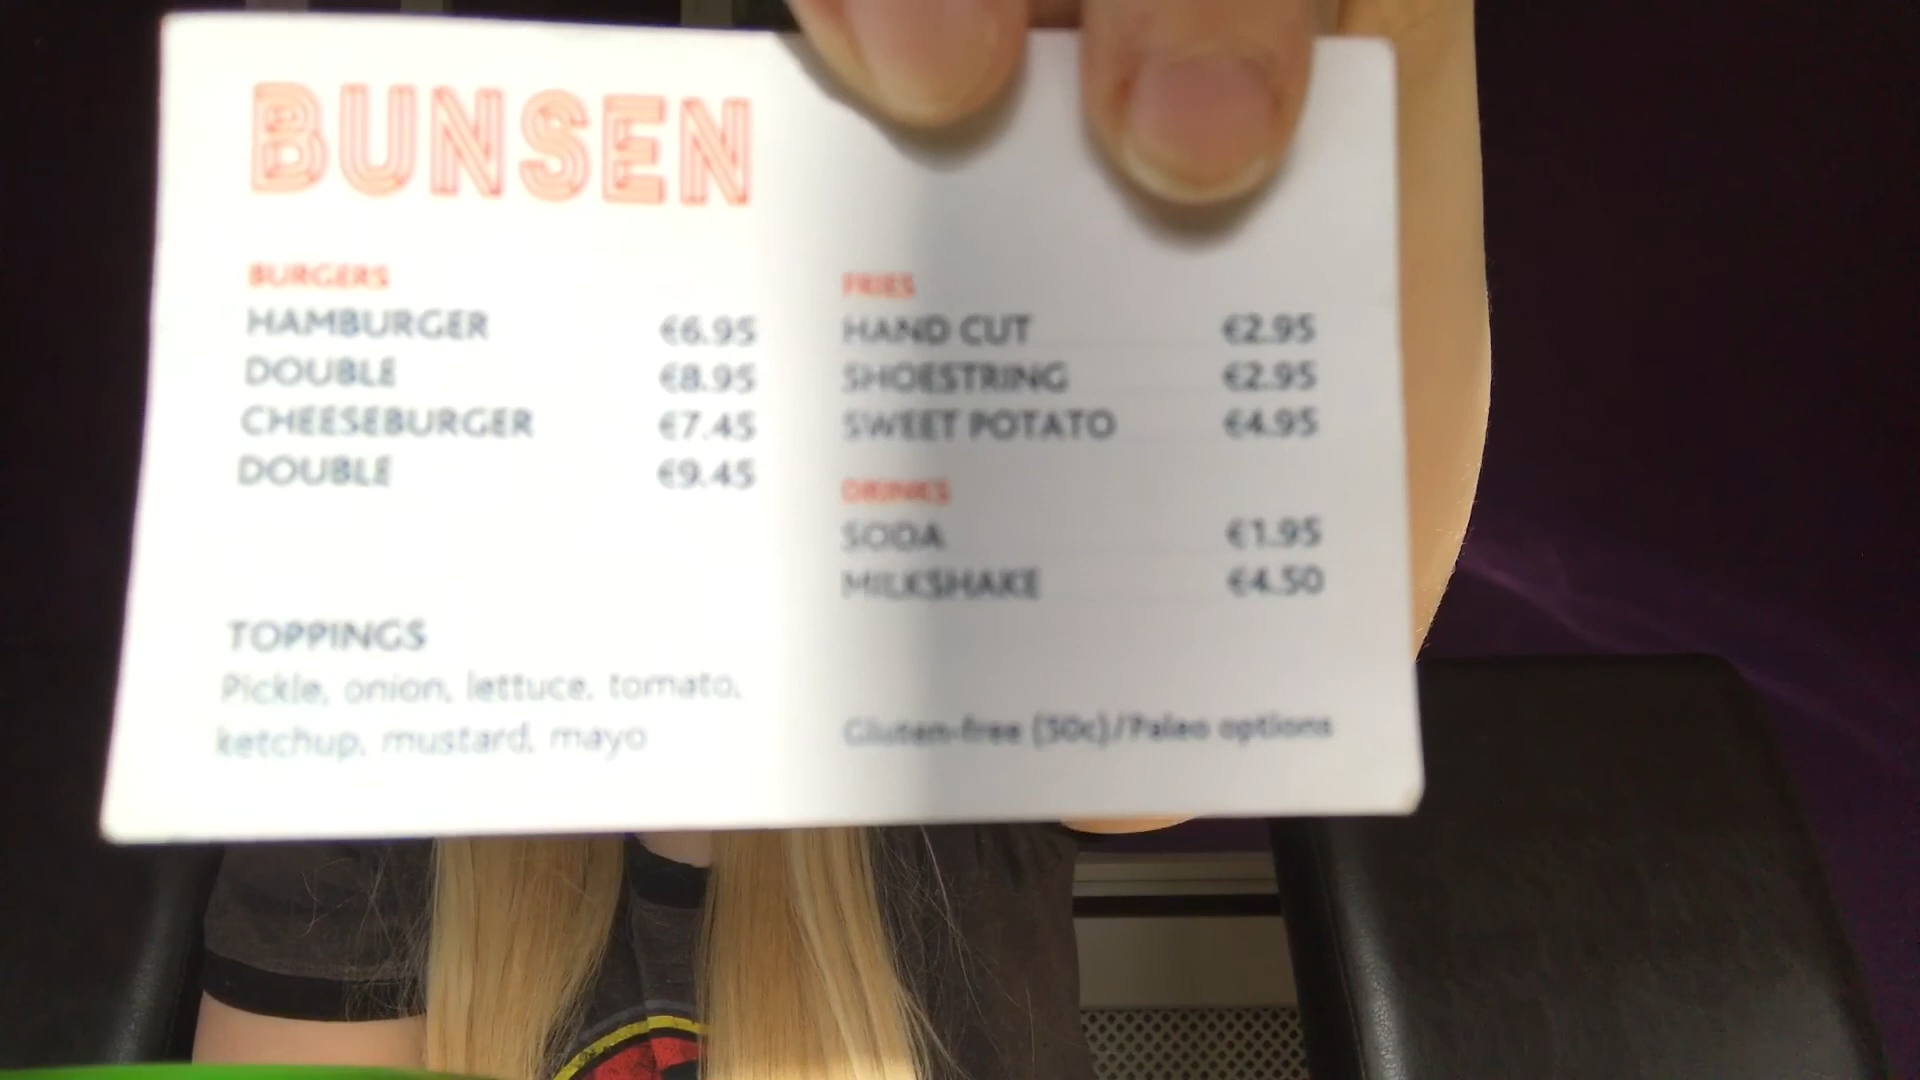 BUNSEN
BURGERS
HAMBURGER €6.95
DOUBLE €8.95
CHEESEBURGER €7.45
DOUBLE €9.45
TOPPINGS
Pickle, onion, lettuce, tomato,
ketchup, mustard, mayo
FRIES
HAND CUT €2.95
SHOESTRING €2.95
SWEET POTATO €4.95
DRINKS
SODA €1.95
MILKSHAKE €4.50
Gluten-free (50c)/Paleo options